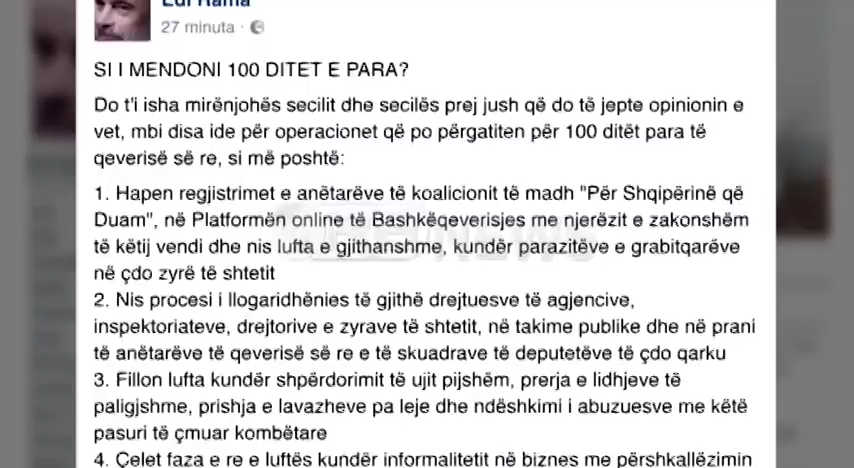 Edi Rama
27 minuta ·
SI I MENDONI 100 DITET E PARA?
Do t'i isha mirënjohës secilit dhe secilës prej jush që do të jepte opinionin e
vet, mbi disa ide për operacionet që po përgatiten për 100 ditët para të
qeverisë së re, si më poshtë:
1. Hapen regjistrimet e anëtarëve të koalicionit të madh "Për Shqipërinë që
Duam", në Platformën online të Bashkëqeverisjes me njerëzit e zakonshëm
të këtij vendi dhe nis lufta e gjithanshme, kundër parazitëve e grabitqarëve
në çdo zyrë të shtetit
2. Nis procesi i llogaridhënies të gjithë drejtuesve të agjencive,
inspektoriateve, drejtorive e zyrave të shtetit, në takime publike dhe në prani
të anëtarëve të qeverisë së re e të skuadrave të deputetëve të çdo qarku
3. Fillon lufta kundër shpërdorimit të ujit pijshëm, prerja e lidhjeve të
paligjshme, prishja e lavazheve pa leje dhe ndëshkimi i abuzuesve me këtë
pasuri të çmuar kombëtare
4. Çelet faza e re e luftës kundër informalitetit në biznes me përshkallëzimin